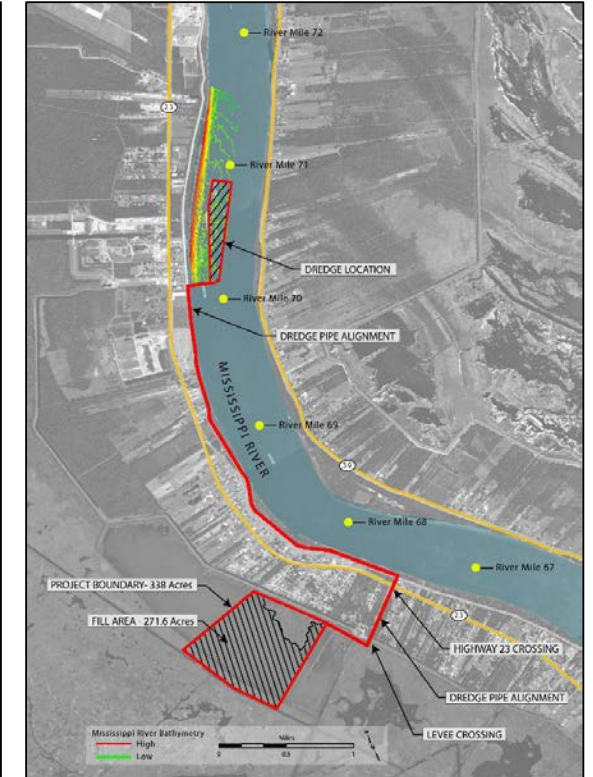 River Mile 72
23
River Mile 71
DREDGE LOCATION
River Mile 70
DREDGE PIPE ALIGNMENT
MISSISSIPPI RIVER
River Mile 69
39
River Mile 68
River Mile 67
PROJECT BOUNDARY- 338 Acres
FILL AREA - 271.6 Acres
23
HIGHWAY 23 CROSSING
DREDGE PIPE ALIGNMENT
LEVEE CROSSING
Mississippi River Bathymetry
High
Low
Miles
0 0.5 1